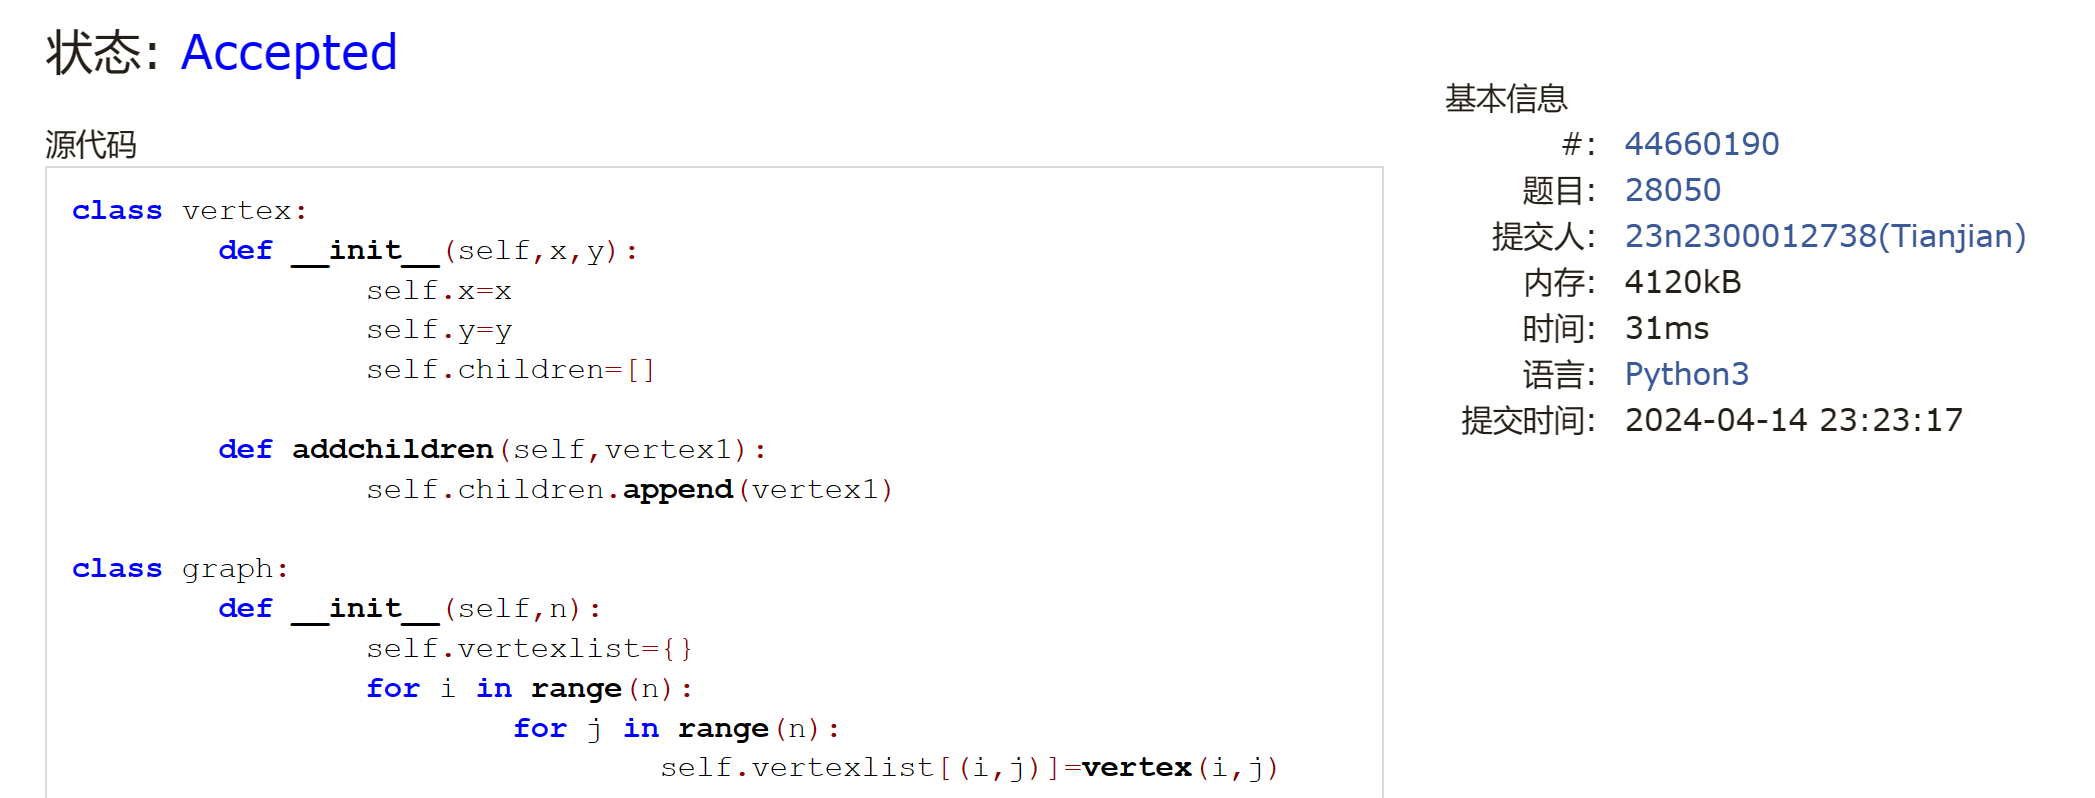 状态: Accepted
源代码
class vertex:
        def __init__(self,x,y):
                self.x=x
                self.y=y
                self.children=[]
        def addchildren(self,vertex1):
                self.children.append(vertex1)
class graph:
        def __init__(self,n):
                self.vertexlist={}
                for i in range(n):
                        for j in range(n):
                                self.vertexlist[(i,j)]=vertex(i,j)
基本信息
#: 44660190
题目: 28050
提交人: 23n2300012738(Tianjian)
内存: 4120kB
时间: 31ms
语言: Python3
提交时间: 2024-04-14 23:23:17